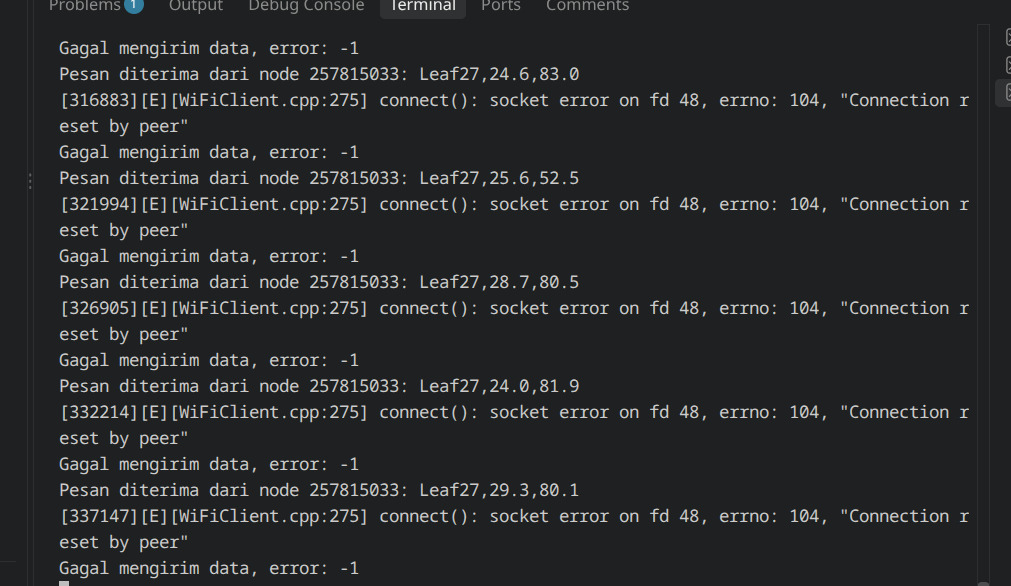 Problems 1 Output Debug Console Terminal Ports Comments
Gagal mengirim data, error: -1
Pesan diterima dari node 257815033: Leaf27,24.6,83.0
[316883][E][WiFiClient.cpp:275] connect(): socket error on fd 48, errno: 104, "Connection r
eset by peer"
Gagal mengirim data, error: -1
Pesan diterima dari node 257815033: Leaf27,25.6,52.5
[321994][E][WiFiClient.cpp:275] connect(): socket error on fd 48, errno: 104, "Connection r
eset by peer"
Gagal mengirim data, error: -1
Pesan diterima dari node 257815033: Leaf27,28.7,80.5
[326905][E][WiFiClient.cpp:275] connect(): socket error on fd 48, errno: 104, "Connection r
eset by peer"
Gagal mengirim data, error: -1
Pesan diterima dari node 257815033: Leaf27,24.0,81.9
[332214][E][WiFiClient.cpp:275] connect(): socket error on fd 48, errno: 104, "Connection r
eset by peer"
Gagal mengirim data, error: -1
Pesan diterima dari node 257815033: Leaf27,29.3,80.1
[337147][E][WiFiClient.cpp:275] connect(): socket error on fd 48, errno: 104, "Connection r
eset by peer"
Gagal mengirim data, error: -1